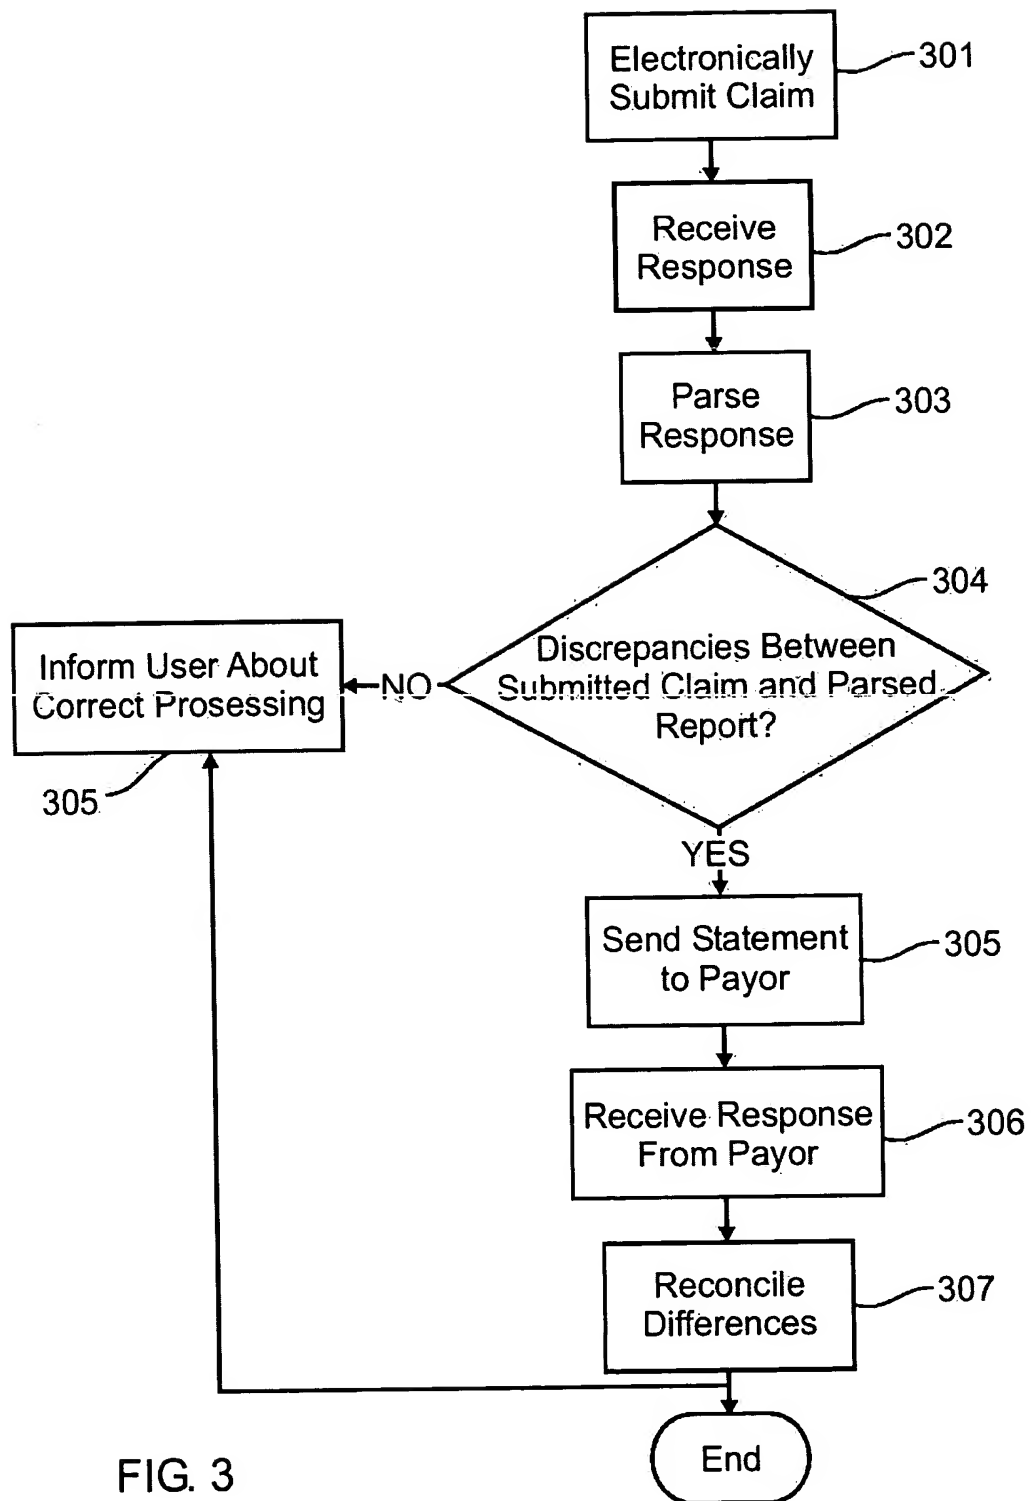 Electronically
Submit Claim
301
Receive
Response
302
Parse
Response
303
304
Discrepancies Between
Submitted Claim and Parsed
Report?
NO
Inform User About
Correct Prosessing
305
YES
Send Statement
to Payor
305
Receive Response
From Payor
306
Reconcile
Differences
307
End
FIG. 3